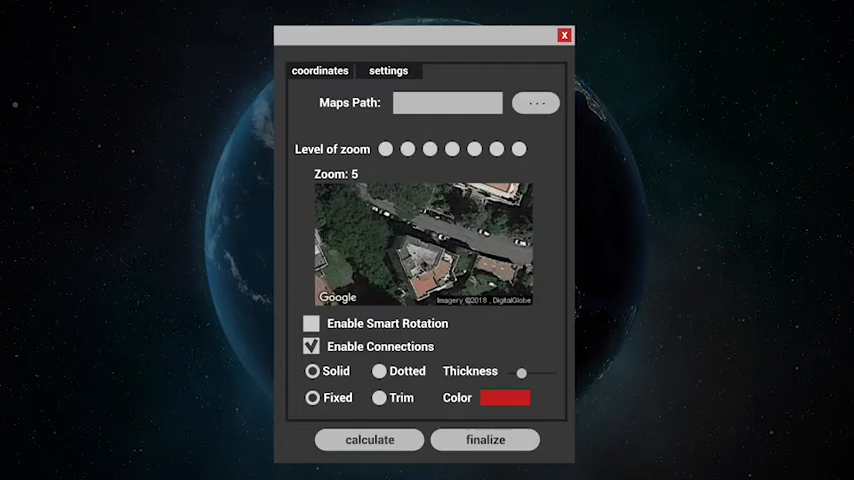 X
coordinates settings
Maps Path: ...
Level of zoom
Zoom: 5
Google Imagery ©2018 , DigitalGlobe
Enable Smart Rotation
Enable Connections
Solid Dotted Thickness
Fixed Trim Color
calculate finalize